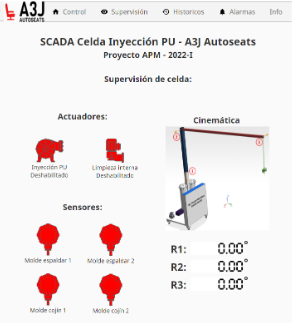 A3J
AUTOSEATS
Control
Supervisión
Historicos
Alarmas
Info
SCADA Celda Inyección PU - A3J Autoseats
Proyecto APM - 2022-I
Supervisión de celda:
Actuadores:
Cinemática
Inyección PU
Deshabilitado
Limpieza interna
Deshabilitado
Sensores:
Molde espaldar 1
Molde espaldar 2
Molde cojín 1
Molde cojín 2
R1: 0.00°
R2: 0.00°
R3: 0.00°